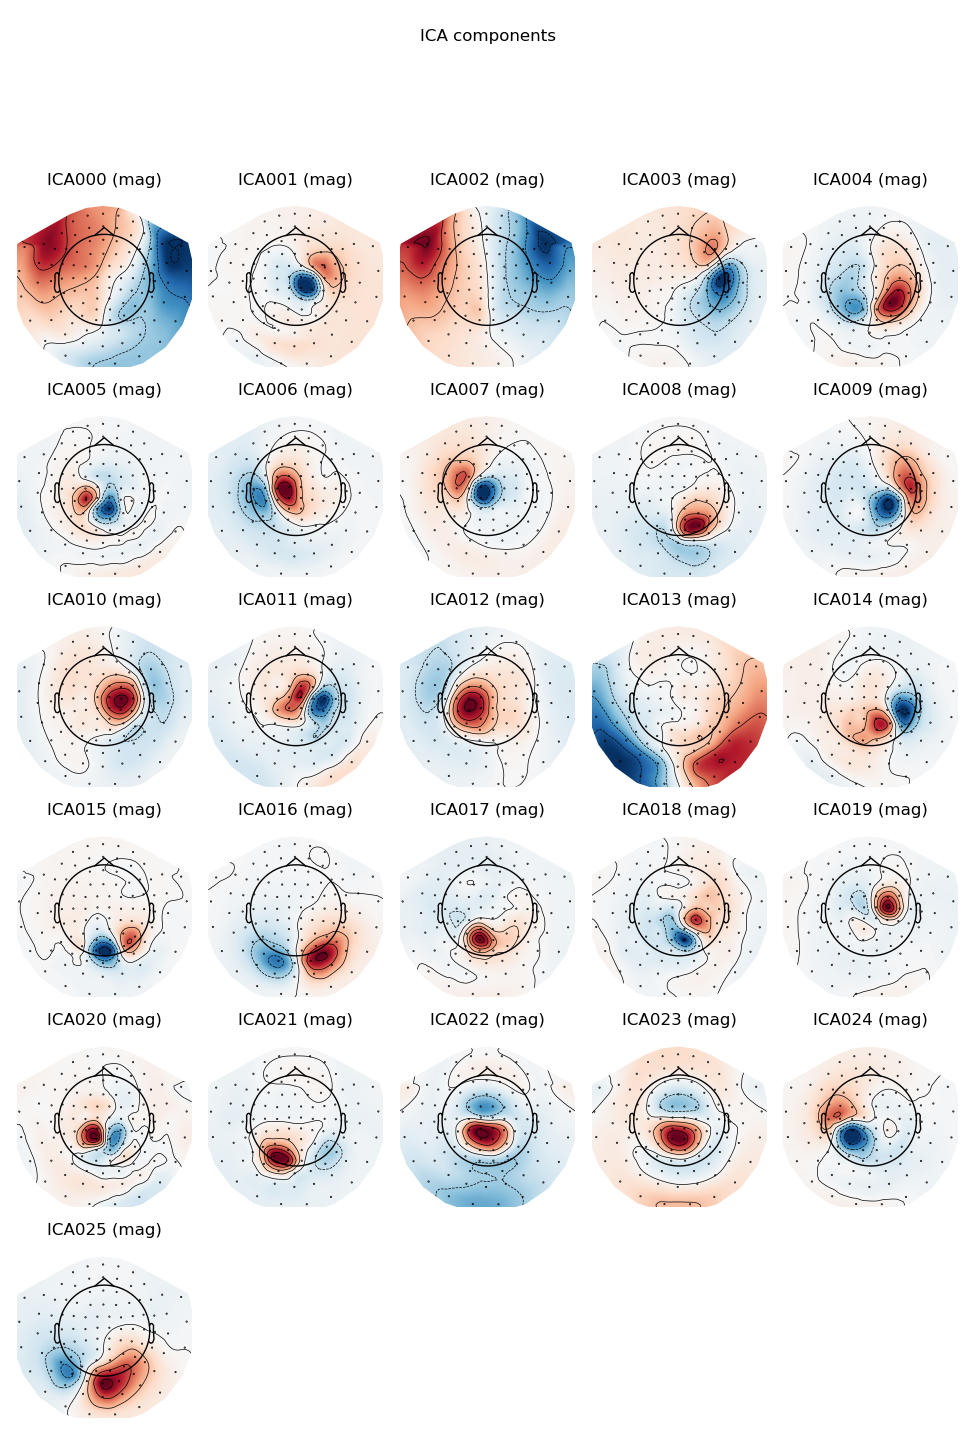 ICA components
ICA000 (mag) ICA001 (mag) ICA002 (mag) ICA003 (mag) ICA004 (mag)
ICA005 (mag) ICA006 (mag) ICA007 (mag) ICA008 (mag) ICA009 (mag)
ICA010 (mag) ICA011 (mag) ICA012 (mag) ICA013 (mag) ICA014 (mag)
ICA015 (mag) ICA016 (mag) ICA017 (mag) ICA018 (mag) ICA019 (mag)
ICA020 (mag) ICA021 (mag) ICA022 (mag) ICA023 (mag) ICA024 (mag)
ICA025 (mag)